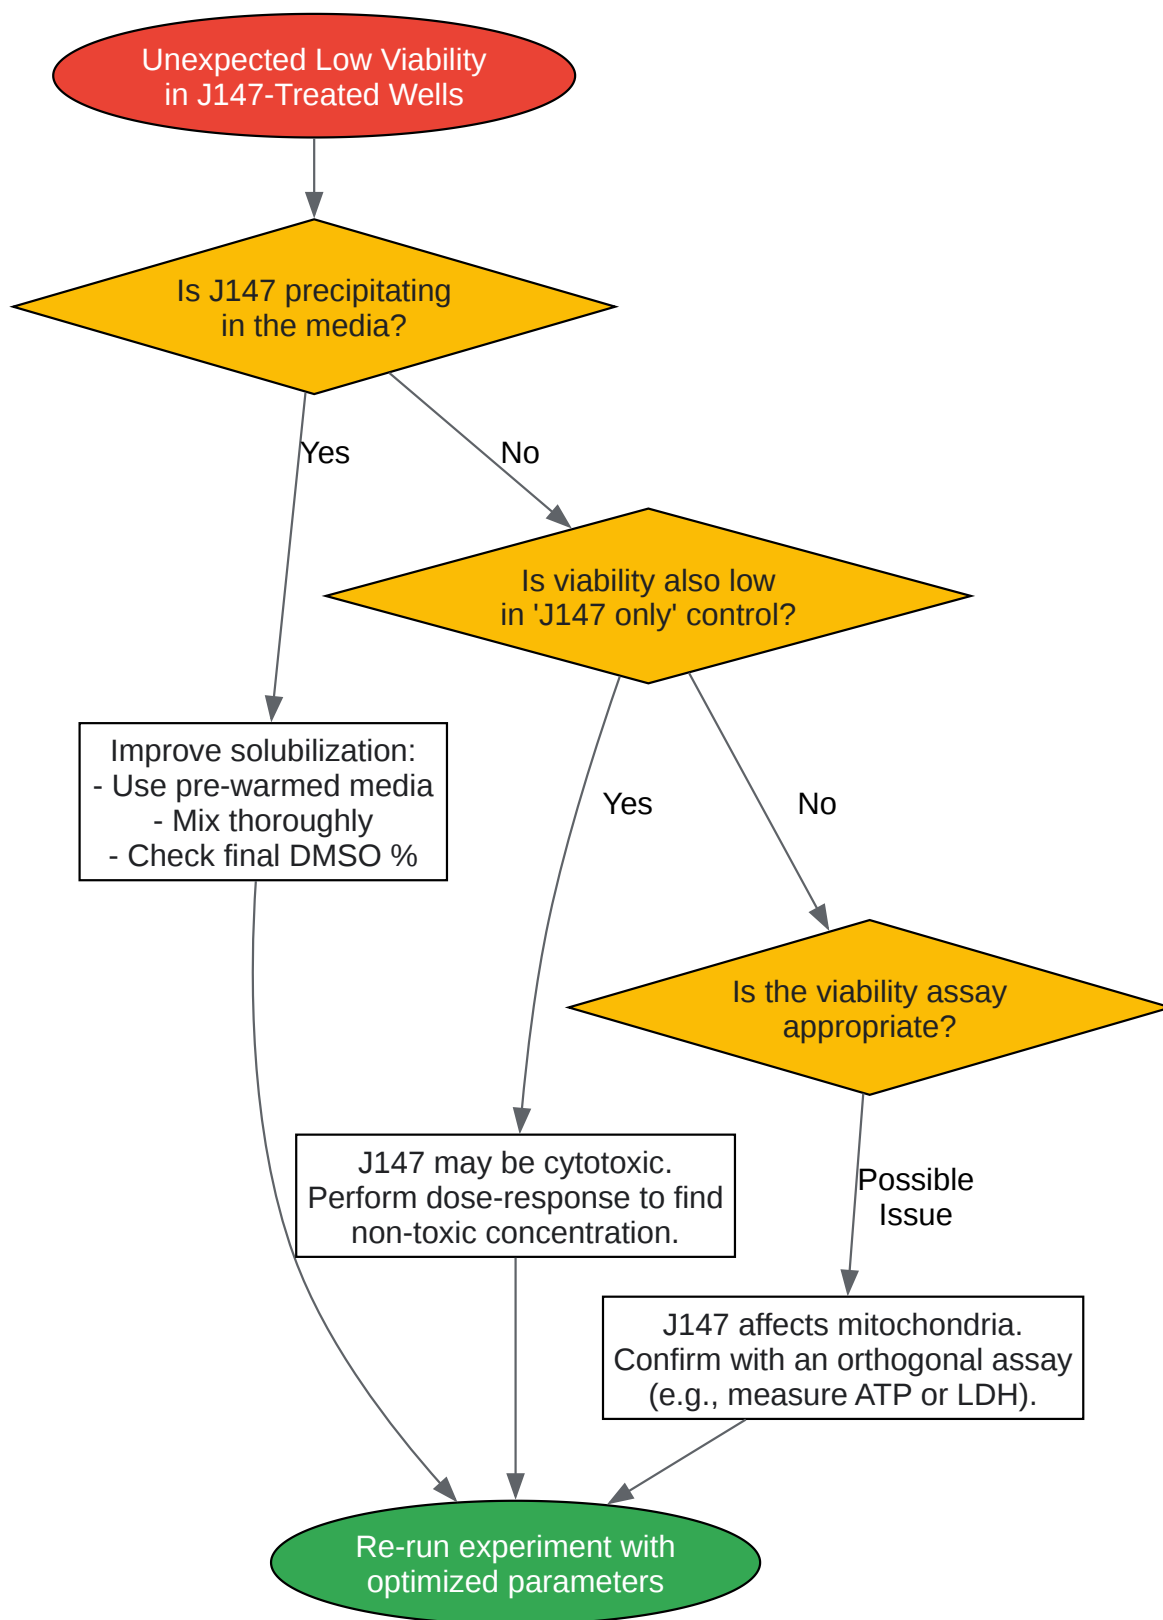 Unexpected Low Viability
in J147-Treated Wells
Is J147 precipitating
in the media?
Yes
No
Is viability also low
in 'J147 only' control?
Improve solubilization:
- Use pre-warmed media
- Mix thoroughly
- Check final DMSO %
Yes
No
Is the viability assay
appropriate?
J147 may be cytotoxic.
Perform dose-response to find
non-toxic concentration.
Possible
Issue
J147 affects mitochondria.
Confirm with an orthogonal assay
(e.g., measure ATP or LDH).
Re-run experiment with
optimized parameters